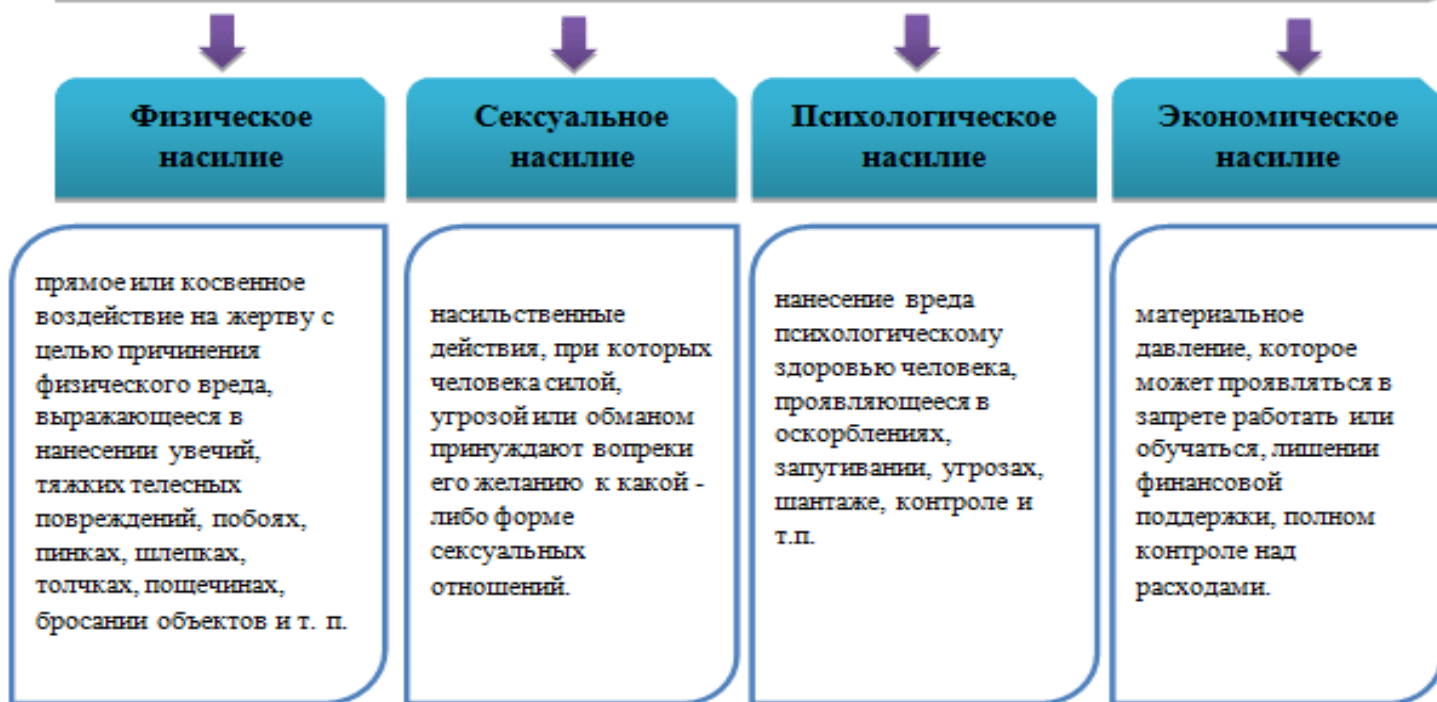 Физическое
насилие
прямое или косвенное
воздействие на жертву с
целью причинения
физического вреда,
выражающееся в
нанесении увечий,
тяжких телесных
повреждений, побоях,
пинках, шлепках,
толчках, пощечинах,
бросании объектов и т. п.
Сексуальное
насилие
насильственные
действия, при которых
человека силой,
угрозой или обманом
принуждают вопреки
его желанию к какой -
либо форме
сексуальных
отношений.
Психологическое
насилие
нанесение вреда
психологическому
здоровью человека,
проявляющееся в
оскорблениях,
запугивании, угрозах,
шантаже, контроле и
т.п.
Экономическое
насилие
материальное
давление, которое
может проявляться в
запрете работать или
обучаться, лишении
финансовой
поддержки, полном
контроле над
расходами.